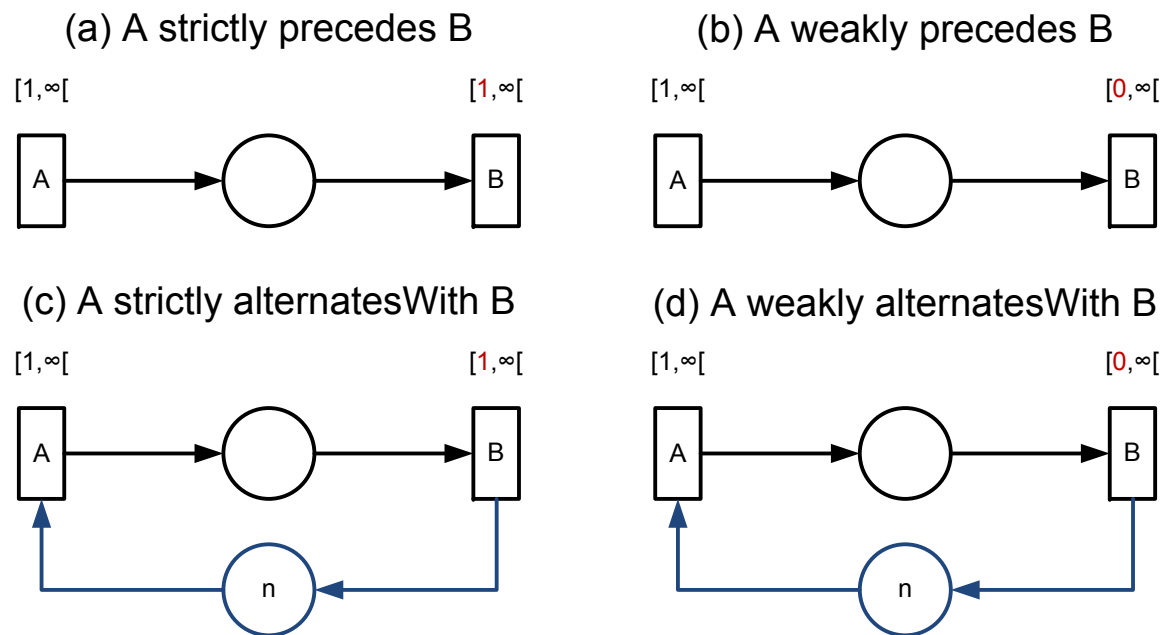 (a) A strictly precedes B
[1,∞[
[1,∞[
A
B
(b) A weakly precedes B
[1,∞[
[0,∞[
A
B
(c) A strictly alternatesWith B
[1,∞[
[1,∞[
A
B
n
(d) A weakly alternatesWith B
[1,∞[
[0,∞[
A
B
n